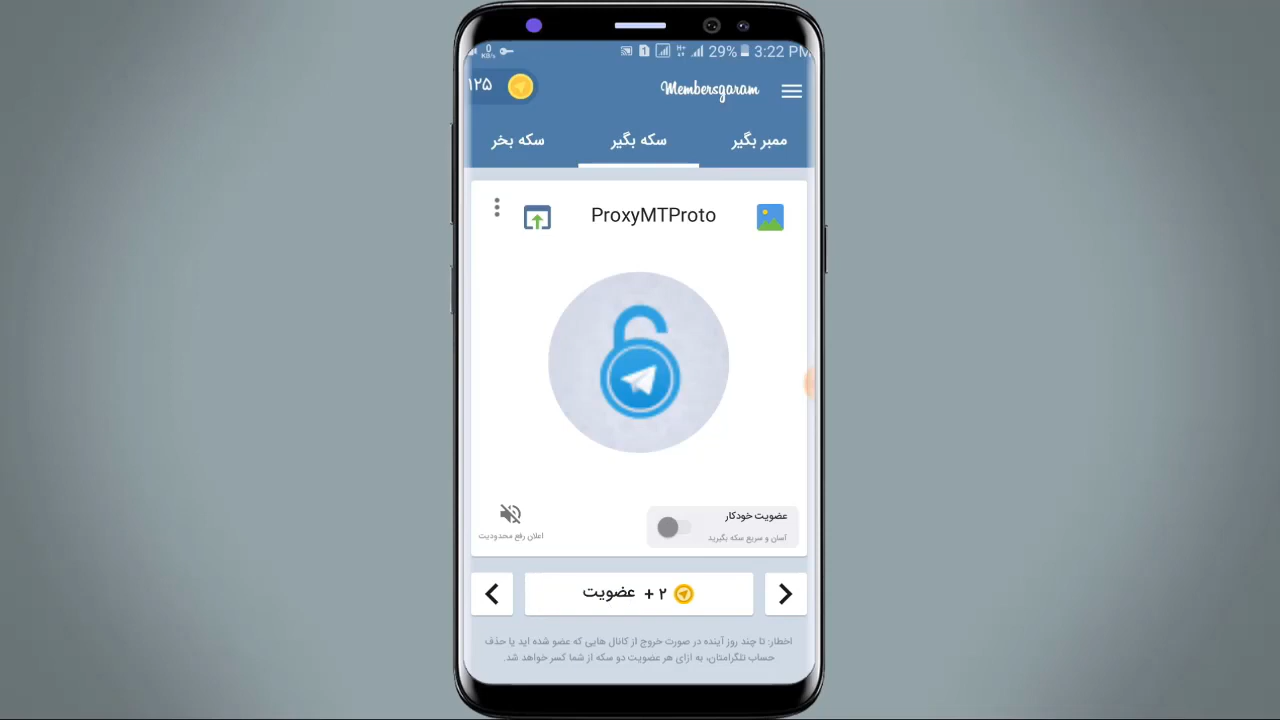 0 KB/s 29% 3:22 PM
۱۲۵ Membersgaram
ممبر بگیر سکه بگیر سکه بخر
ProxyMTProto
عضویت خودکار
آسان و سریع سکه بگیرید
اعلان رفع محدودیت
۲ + عضویت
اخطار: تا چند روز آینده در صورت خروج از کانال هایی که عضو شده اید یا حذف
حساب تلگرامتان، به ازای هر عضویت دو سکه از شما کسر خواهد شد.